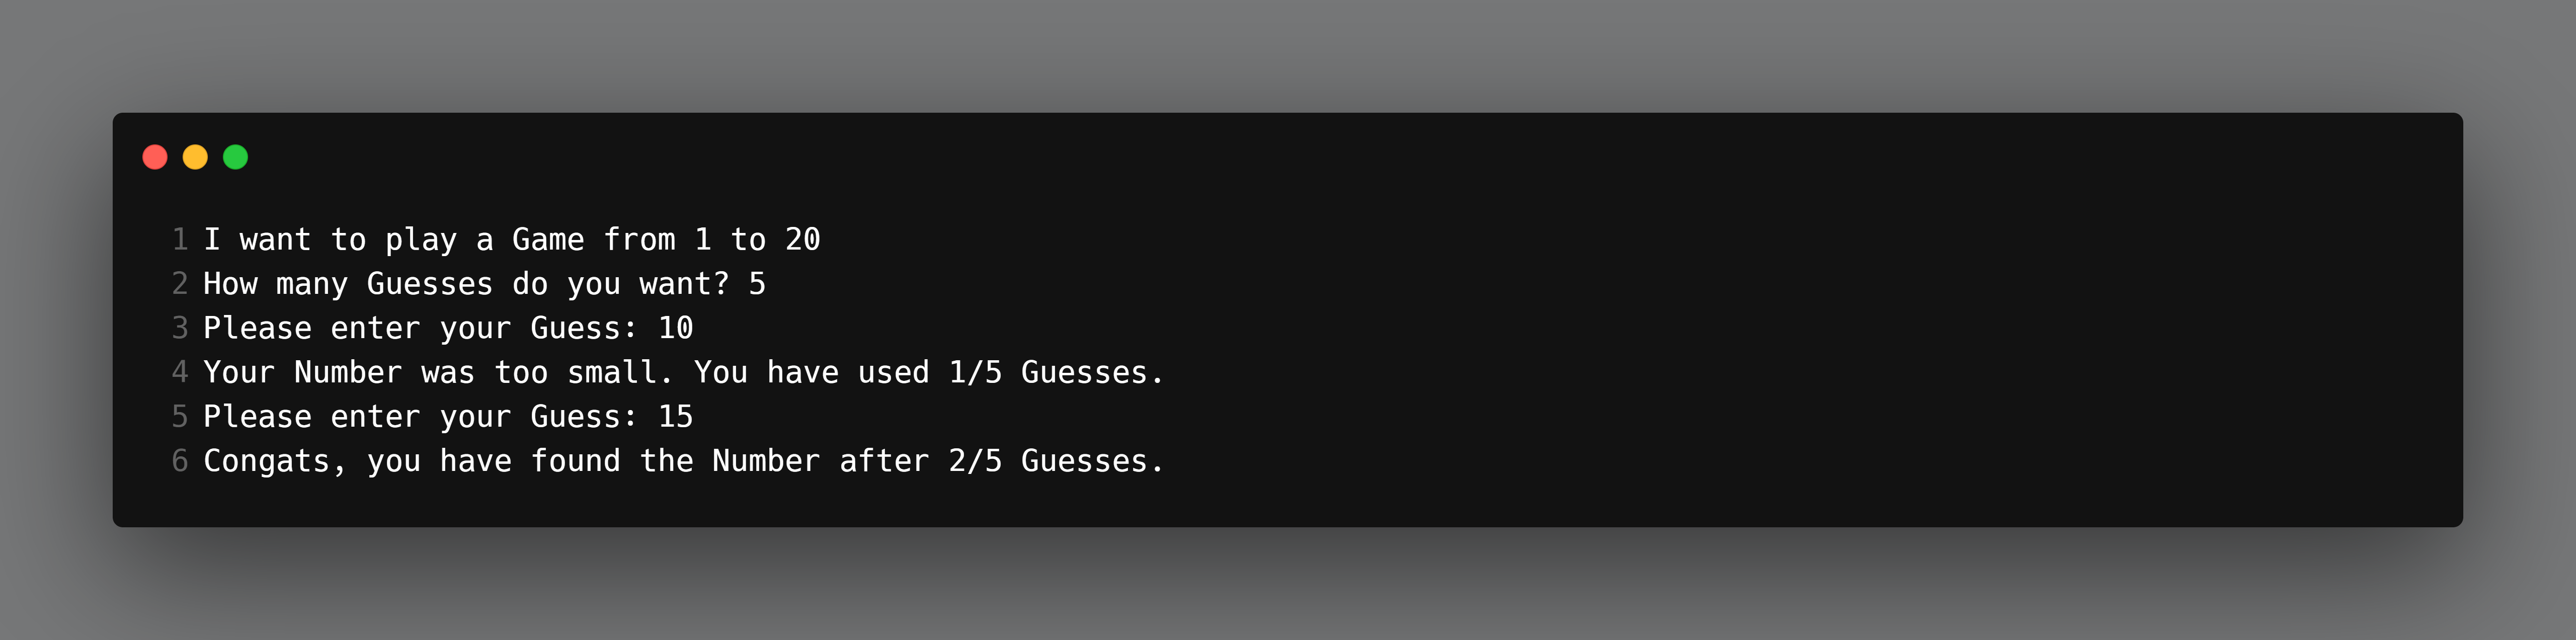 1 I want to play a Game from 1 to 20
2 How many Guesses do you want? 5
3 Please enter your Guess: 10
4 Your Number was too small. You have used 1/5 Guesses.
5 Please enter your Guess: 15
6 Congats, you have found the Number after 2/5 Guesses.